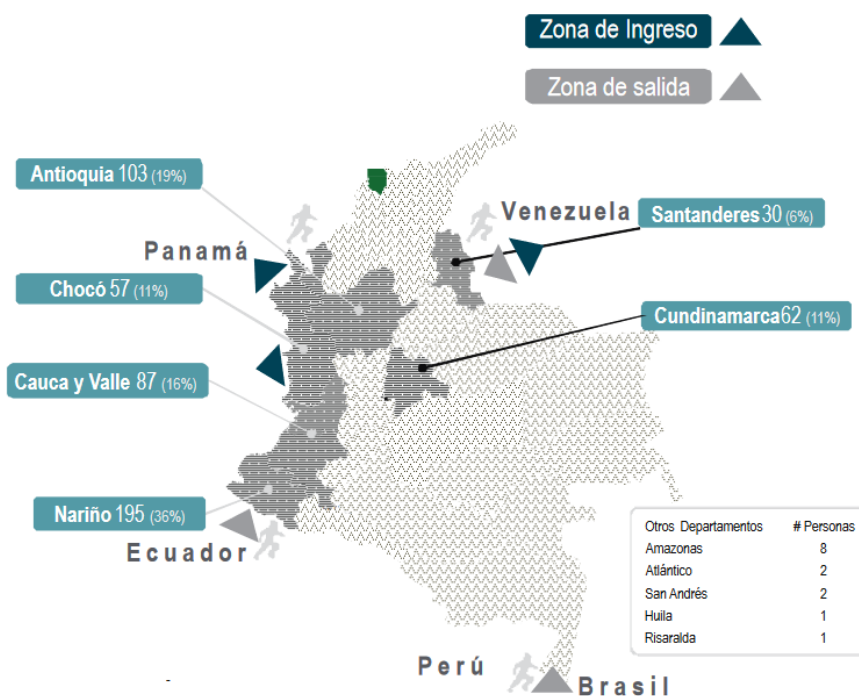 Zona de Ingreso
Zona de salida
Antioquia 103 (19%)
Venezuela
Santanderes 30 (6%)
Panamá
Chocó 57 (11%)
Cundinamarca62 (11%)
Cauca y Valle 87 (16%)
Nariño 195 (36%)
Ecuador
Otros Departamentos # Personas
Amazonas 8
Atlántico 2
San Andrés 2
Huila 1
Risaralda 1
Perú
Brasil
-